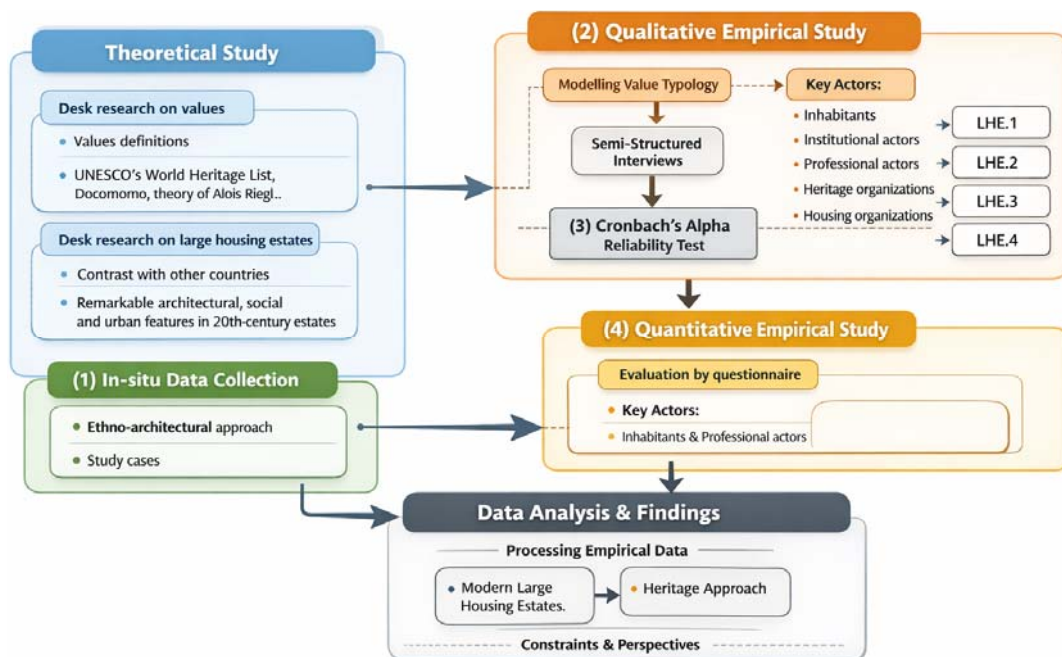 Theoretical Study
Desk research on values
• Values definitions
• UNESCO's World Heritage List,
Docomomo, theory of Alois Riegl..
Desk research on large housing estates
• Contrast with other countries
• Remarkable architectural, social
and urban features in 20th-century estates
(1) In-situ Data Collection
• Ethno-architectural approach
• Study cases
(2) Qualitative Empirical Study
Modelling Value Typology
Semi-Structured
Interviews
(3) Cronbach's Alpha
Reliability Test
Key Actors:
• Inhabitants
• Institutional actors
• Professional actors
• Heritage organizations
• Housing organizations
LHE.1
LHE.2
LHE.3
LHE.4
(4) Quantitative Empirical Study
Evaluation by questionnaire
• Key Actors:
• Inhabitants & Professional actors
Data Analysis & Findings
Processing Empirical Data
• Modern Large
Housing Estates.
• Heritage Approach
Constraints & Perspectives